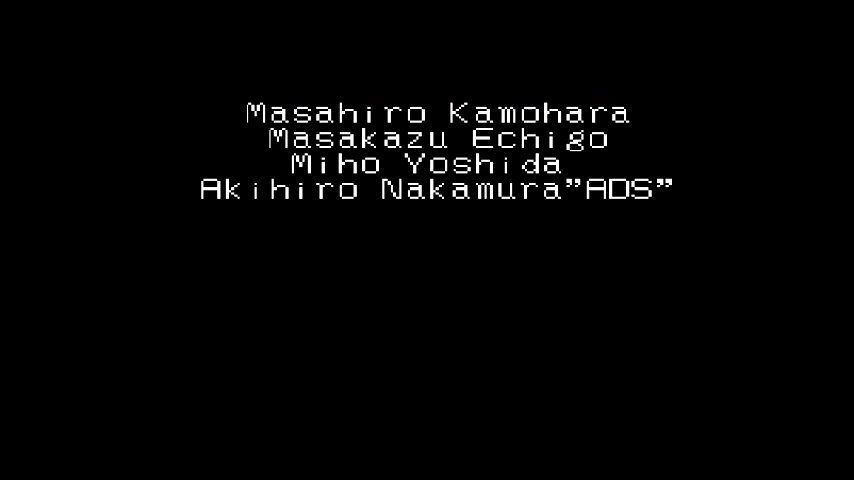 Masahiro Kamohara
Masakazu Echigo
Miho Yoshida
Akihiro Nakamura”ADS”